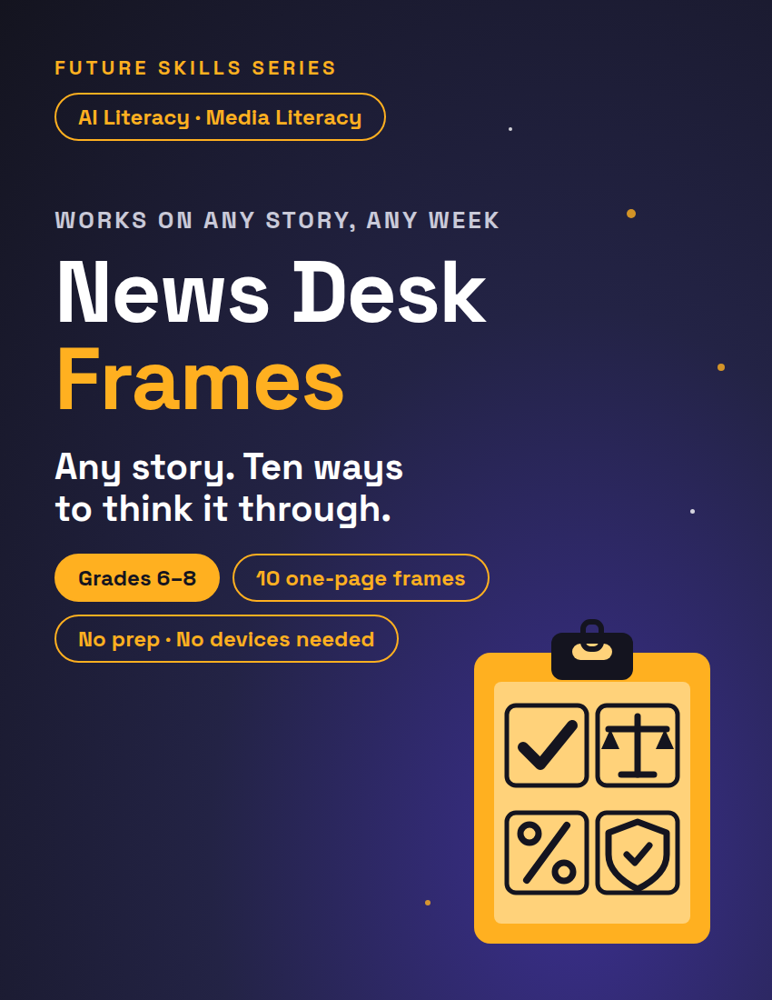 FUTURE SKILLS SERIES
AI Literacy · Media Literacy
WORKS ON ANY STORY, ANY WEEK
News Desk
Frames
Any story. Ten ways
to think it through.
Grades 6–8
10 one-page frames
No prep · No devices needed
%